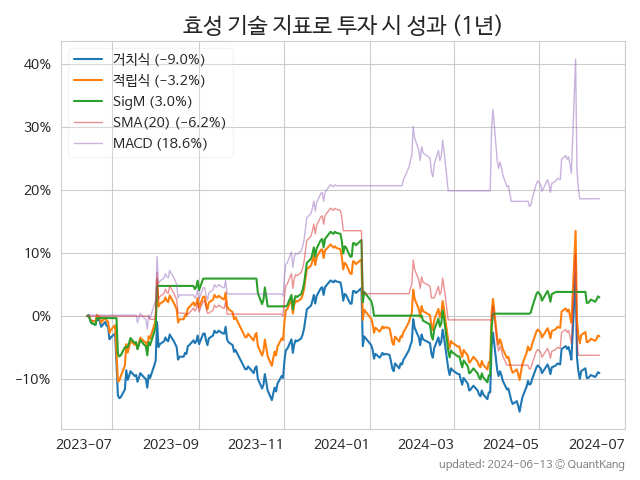 효성 기술 지표로 투자 시 성과 (1년)
거치식 (−9.0%)
적립식 (−3.2%)
SigM (3.0%)
SMA(20) (−6.2%)
MACD (18.6%)
40%
30%
20%
10%
0%
−10%
2023−07 2023−09 2023−11 2024−01 2024−03 2024−05 2024−07
updated: 2024−06−13 ⓒ QuantKang